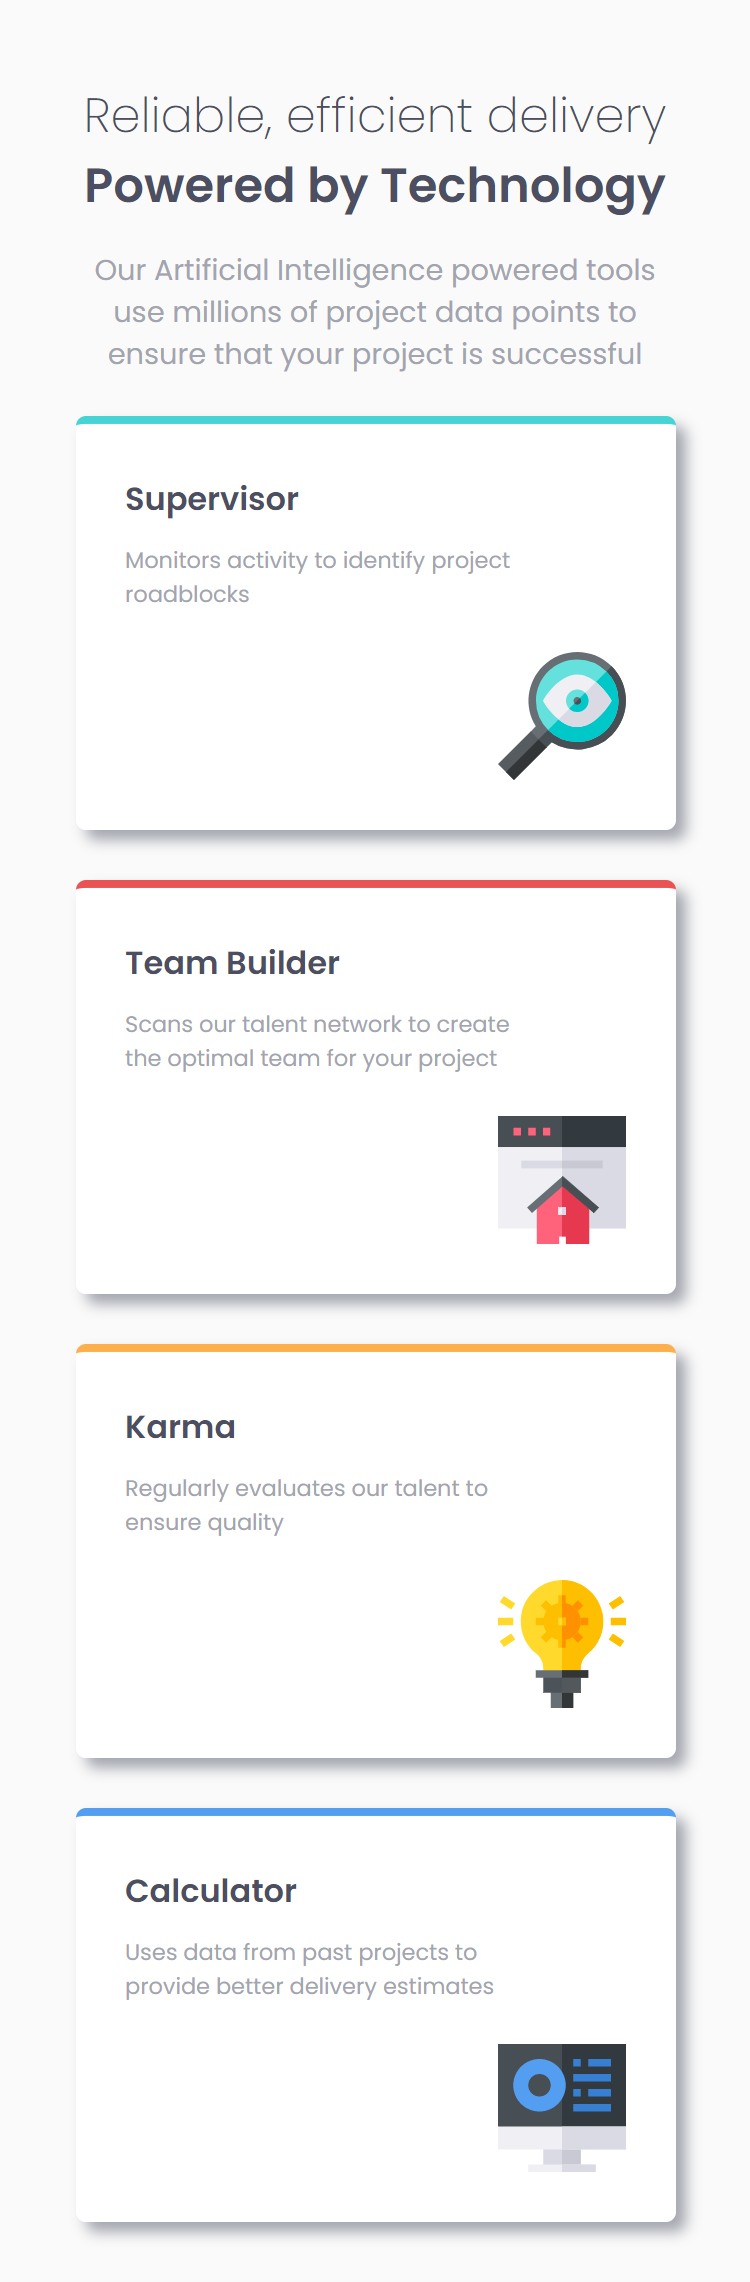 Reliable, efficient delivery
Powered by Technology
Our Artificial Intelligence powered tools
use millions of project data points to
ensure that your project is successful
Supervisor
Monitors activity to identify project
roadblocks
Team Builder
Scans our talent network to create
the optimal team for your project
Karma
Regularly evaluates our talent to
ensure quality
Calculator
Uses data from past projects to
provide better delivery estimates